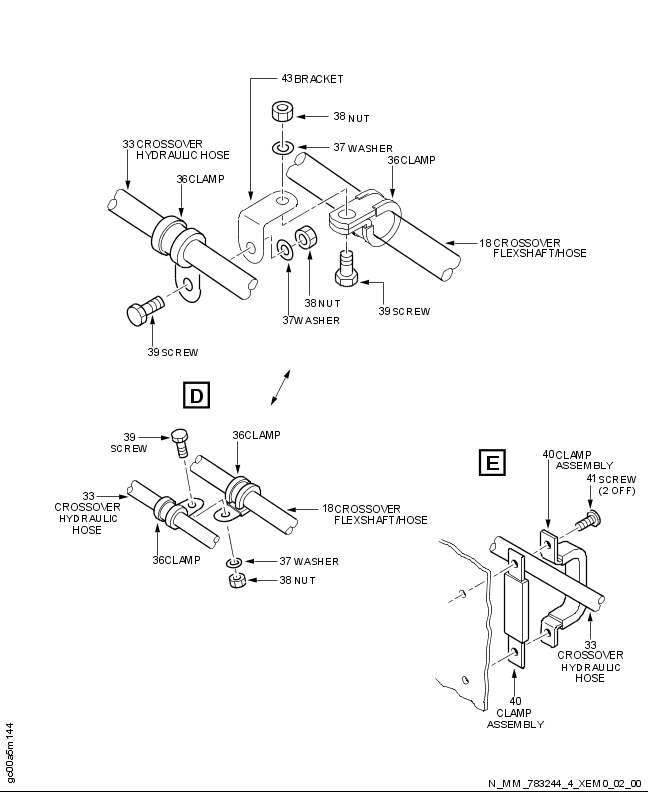 43 BRACKET
38 NUT
37 WASHER
33 CROSSOVER
HYDRAULIC HOSE
36 CLAMP
36 CLAMP
18 CROSSOVER
FLEXSHAFT/HOSE
38 NUT
37 WASHER
39 SCREW
39 SCREW
D
39
SCREW
36 CLAMP
33
CROSSOVER
HYDRAULIC
HOSE
18 CROSSOVER
FLEXSHAFT/HOSE
36 CLAMP
37 WASHER
38 NUT
E
40 CLAMP
ASSEMBLY
41 SCREW
(2 OFF)
33
CROSSOVER
HYDRAULIC
HOSE
40
CLAMP
ASSEMBLY
gc00a5m144
N_MM_783244_4_XEM0_02_00